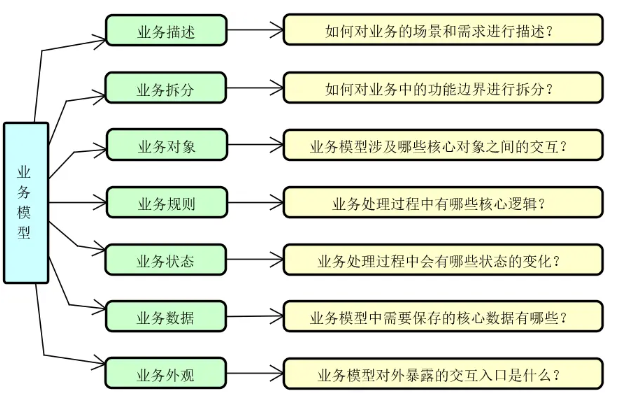 业务模型
业务描述
如何对业务的场景和需求进行描述？
业务拆分
如何对业务中的功能边界进行拆分？
业务对象
业务模型涉及哪些核心对象之间的交互？
业务规则
业务处理过程中有哪些核心逻辑？
业务状态
业务处理过程中会有哪些状态的变化？
业务数据
业务模型中需要保存的核心数据有哪些？
业务外观
业务模型对外暴露的交互入口是什么？